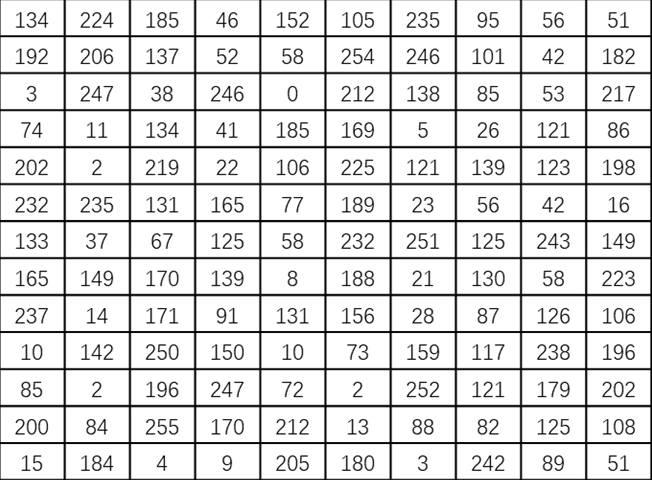 134 224 185 46 152 105 235 95 56 51
192 206 137 52 58 254 246 101 42 182
3 247 38 246 0 212 138 85 53 217
74 11 134 41 185 169 5 26 121 86
202 2 219 22 106 225 121 139 123 198
232 235 131 165 77 189 23 56 42 16
133 37 67 125 58 232 251 125 243 149
165 149 170 139 8 188 21 130 58 223
237 14 171 91 131 156 28 87 126 106
10 142 250 150 10 73 159 117 238 196
85 2 196 247 72 2 252 121 179 202
200 84 255 170 212 13 88 82 125 108
15 184 4 9 205 180 3 242 89 51